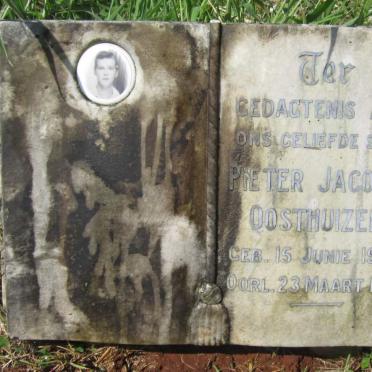 Ter
GEDAGTENIS
ONS GELIEFDE S
PIETER JACO
OOSTHUIZE
GEB. 15 JUNIE 19
OORL. 23 MAART